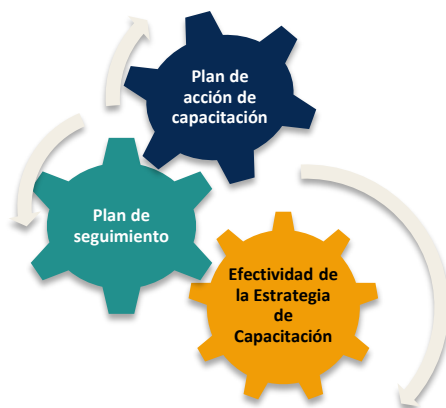 Plan de
acción de
capacitación
Plan de
seguimiento
Efectividad de
la Estrategia
de
Capacitación